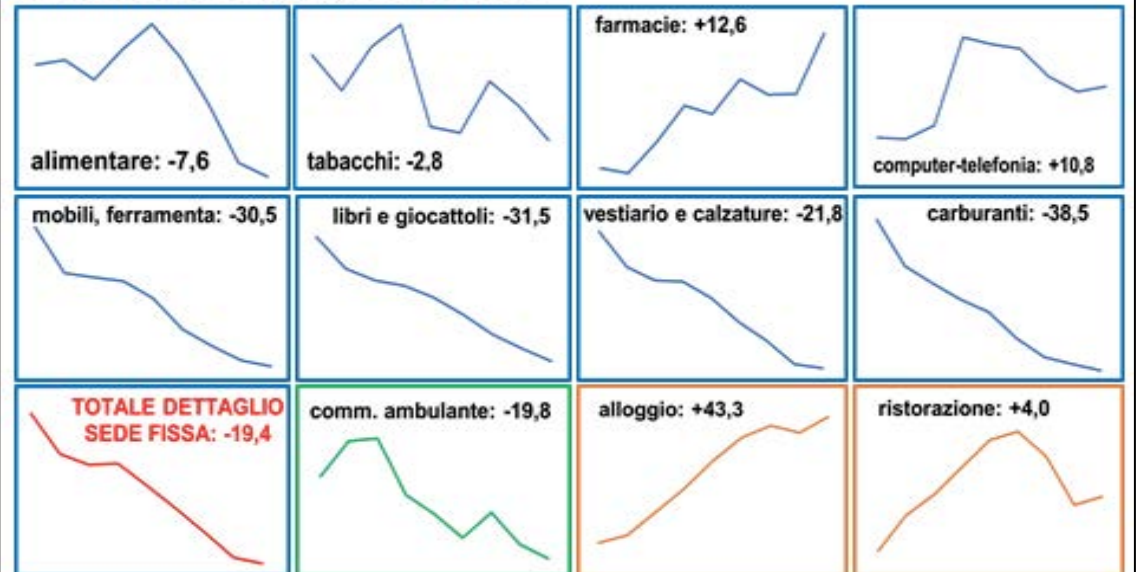 farmacie: +12,6
alimentare: -7,6
tabacchi: -2,8
computer-telefonia: +10,8
mobili, ferramenta: -30,5
libri e giocattoli: -31,5
vestiario e calzature: -21,8
carburanti: -38,5
TOTALE DETTAGLIO
SEDE FISSA: -19,4
comm. ambulante: -19,8
alloggio: +43,3
ristorazione: +4,0